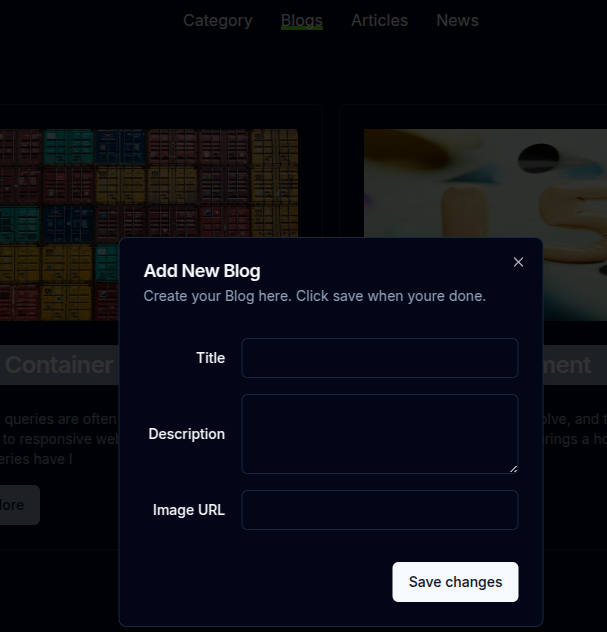 Category Blogs Articles News
Add New Blog
Create your Blog here. Click save when youre done.
Title
Description
Image URL
Save changes
Container
ment
queries are often
olve, and t
to responsive web
rings a ho
eries have l
ore